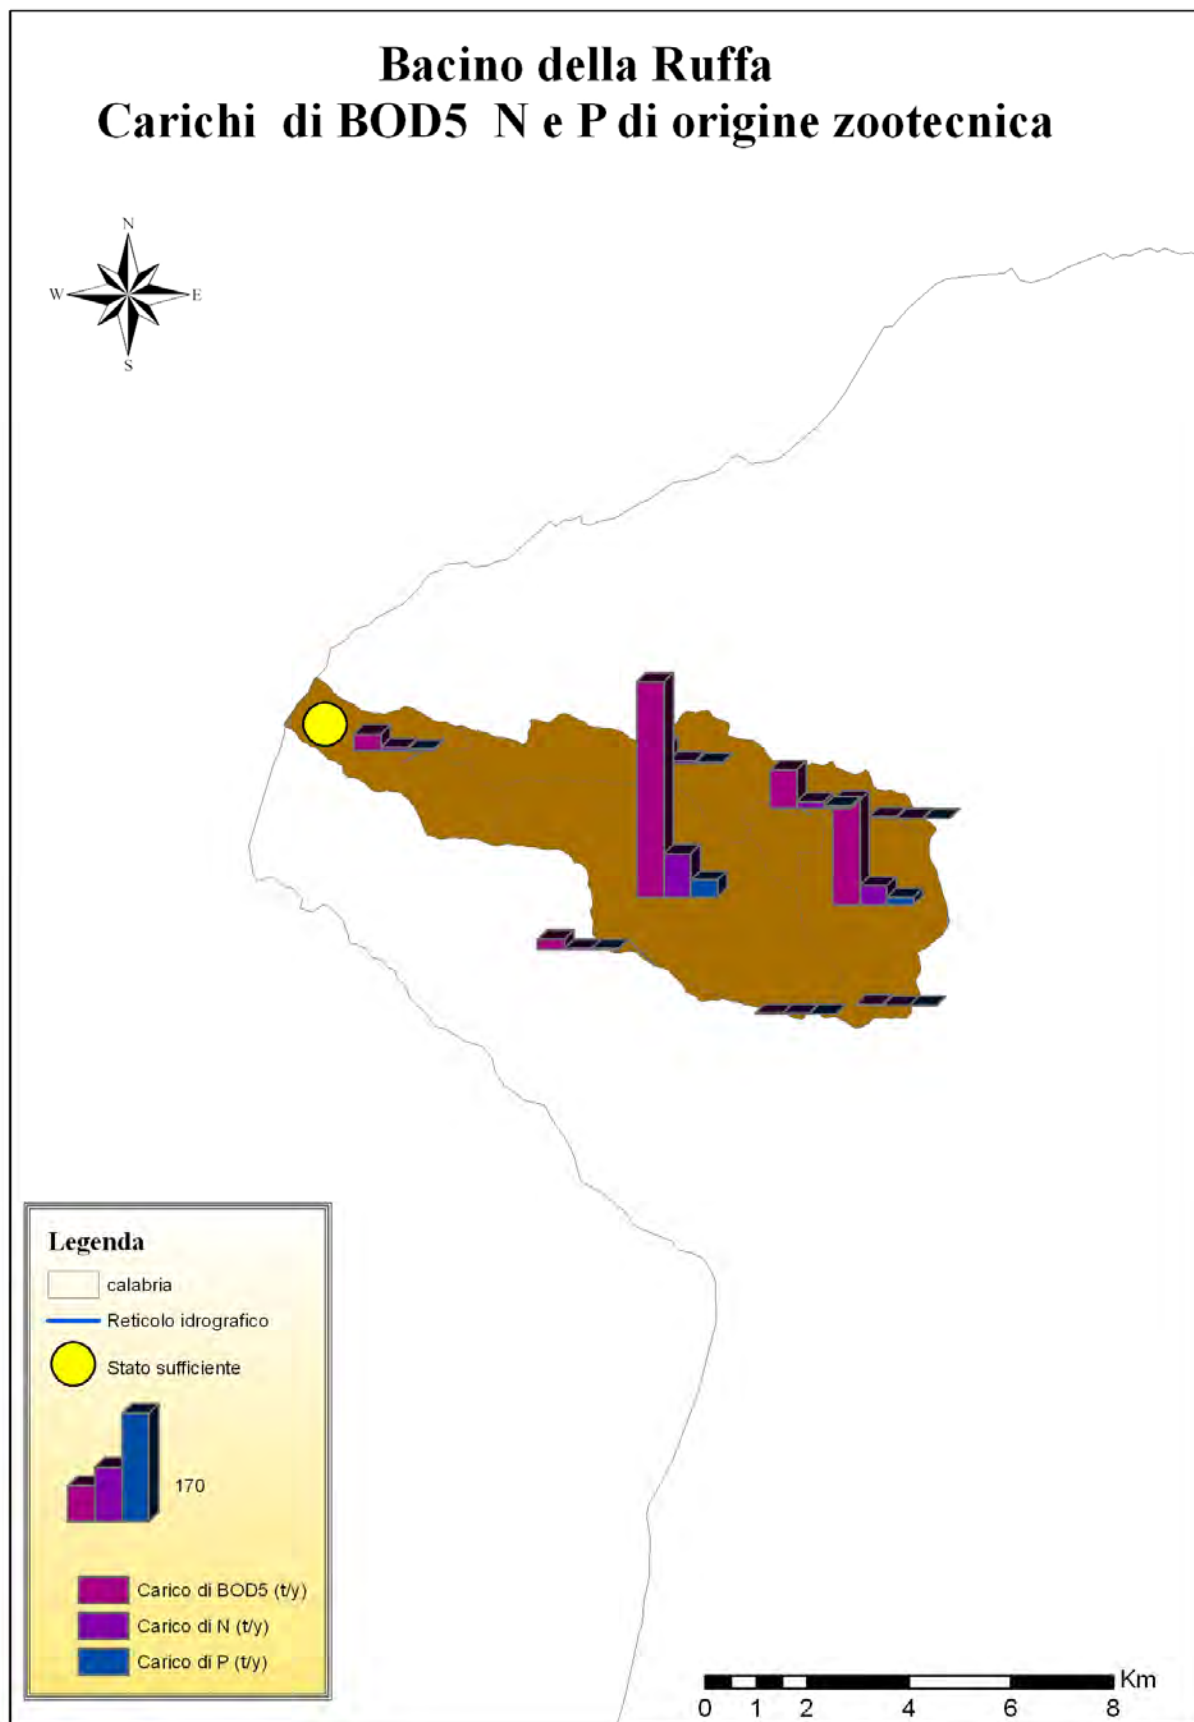 Bacino della Ruffa
Carichi di BOD5 N e P di origine zootecnica
N
W E
S
Legenda
calabria
Reticolo idrografico
Stato sufficiente
170
Carico di BOD5 (t/y)
Carico di N (t/y)
Carico di P (t/y)
Km
0 1 2 4 6 8